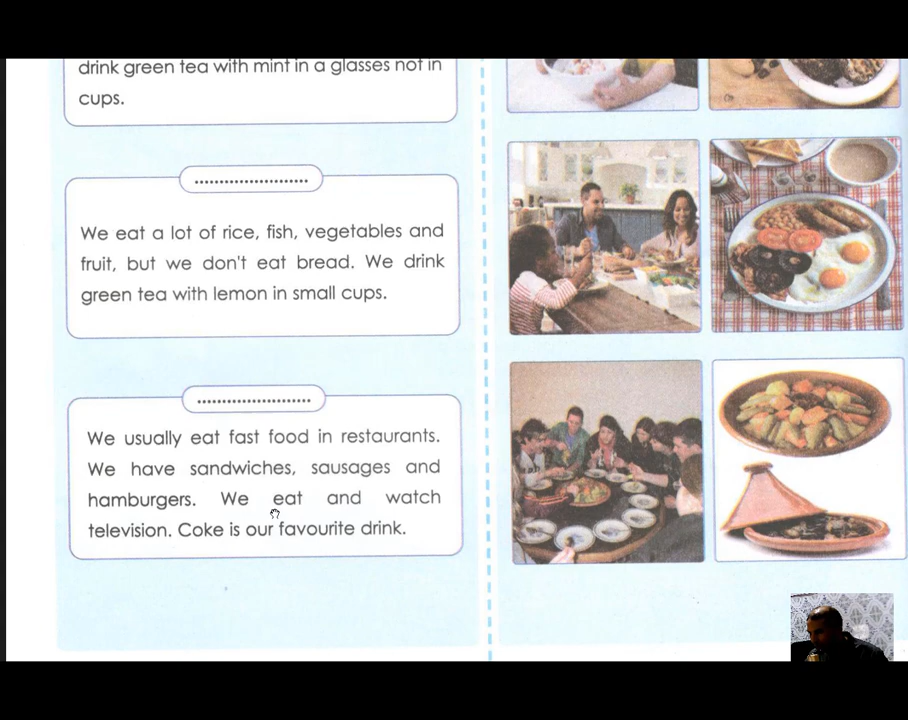 drink green tea with mint in a glasses not in
cups.
........................
We eat a lot of rice, fish, vegetables and
fruit, but we don't eat bread. We drink
green tea with lemon in small cups.
........................
We usually eat fast food in restaurants.
We have sandwiches, sausages and
hamburgers. We eat and watch
television. Coke is our favourite drink.